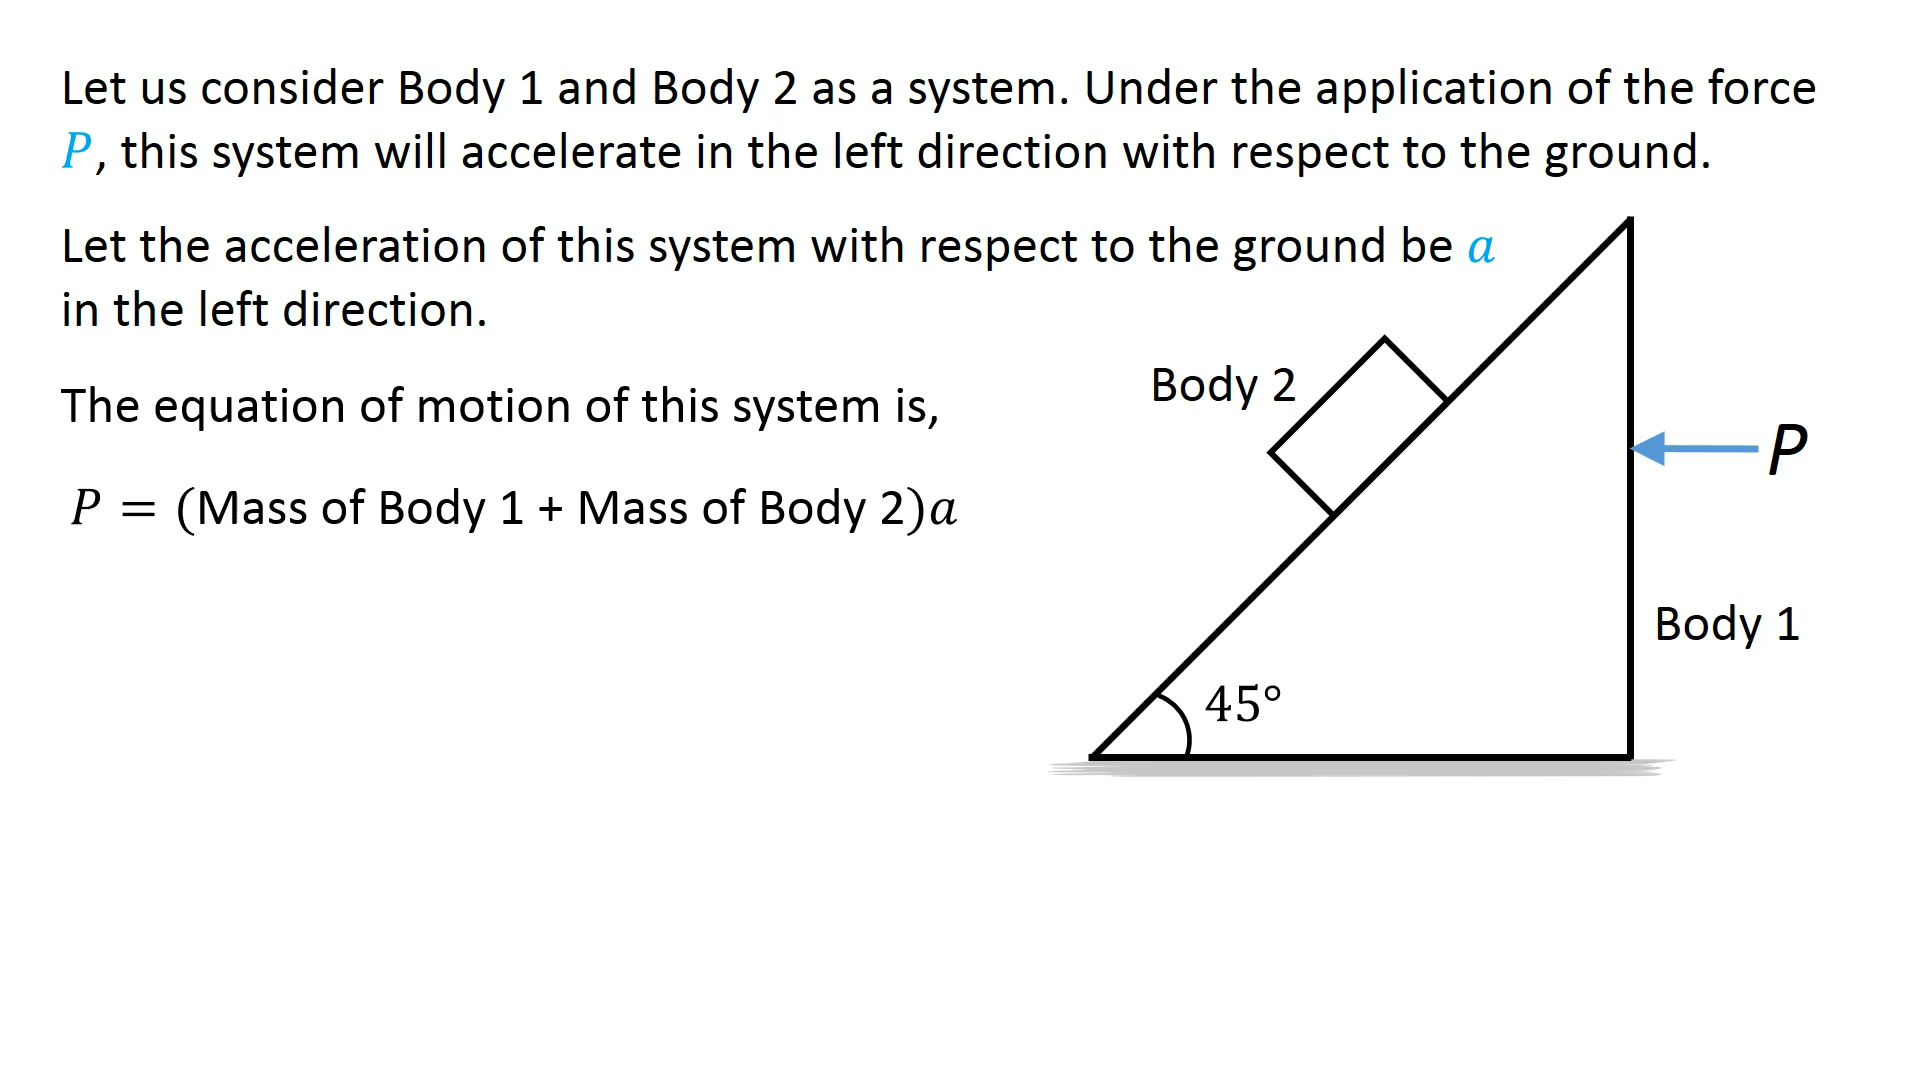 Let us consider Body 1 and Body 2 as a system. Under the application of the force
P, this system will accelerate in the left direction with respect to the ground.
Let the acceleration of this system with respect to the ground be a
in the left direction.
The equation of motion of this system is,
P = (Mass of Body 1 + Mass of Body 2)a
Body 2
P
Body 1
45°